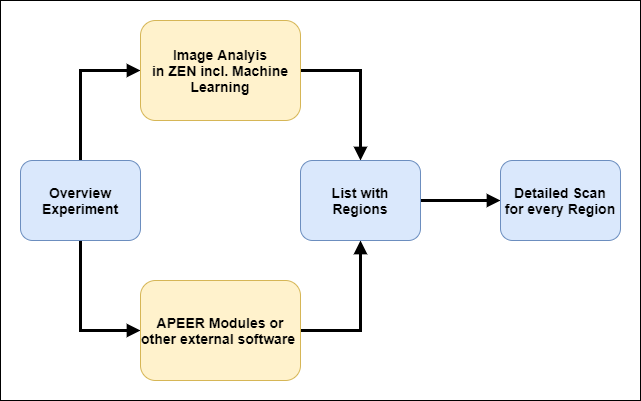 Image Analyis
in ZEN incl. Machine
Learning
Overview
Experiment
List with
Regions
Detailed Scan
for every Region
APEER Modules or
other external software